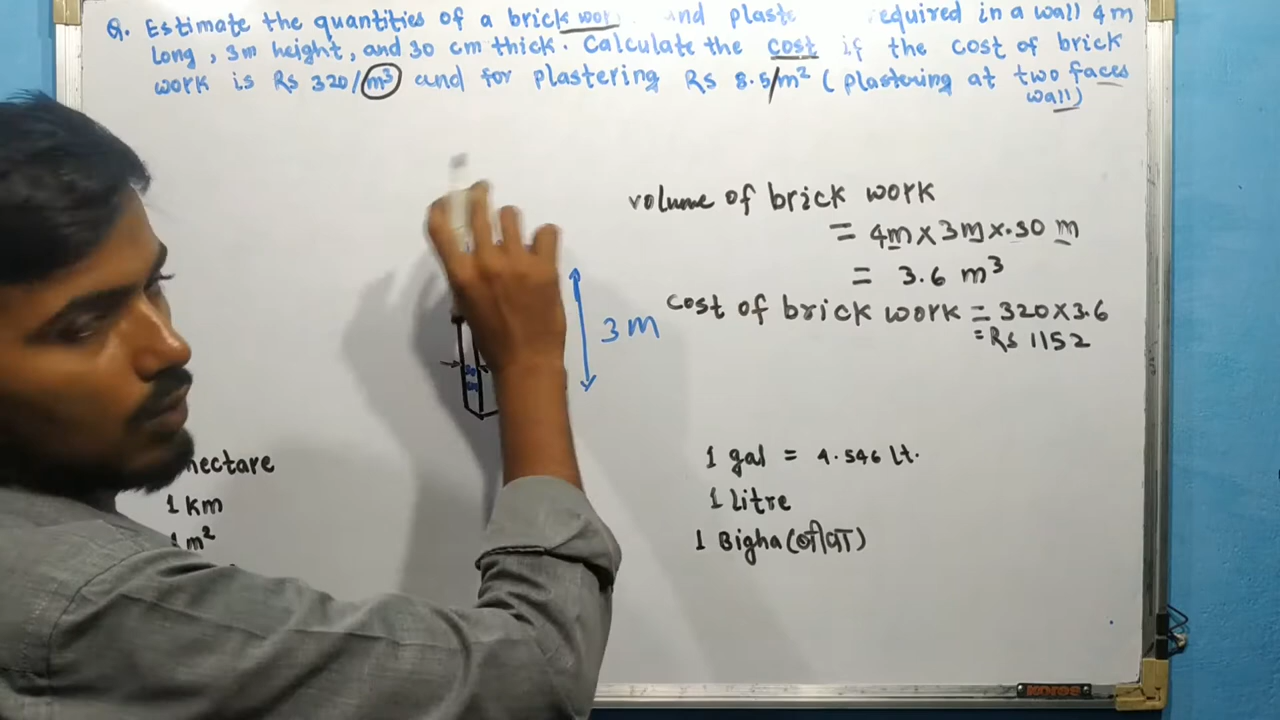 Q. Estimate the quantities of a brick work and plaste required in a wall 4m
long, 3m height, and 30 cm thick. Calculate the cost if the cost of brick
work is Rs 320/m³ and for plastering Rs 8.5/m² (plastering at two faces
wall)
volume of brick work
= 4m×3m×.30 m
= 3.6 m³
3 M
cost of brick work = 320×3.6
= Rs 1152
hectare
1 km
1 m²
1 gal = 4.546 Lt.
1 Litre
1 Bigha(बीघा)
KOROS